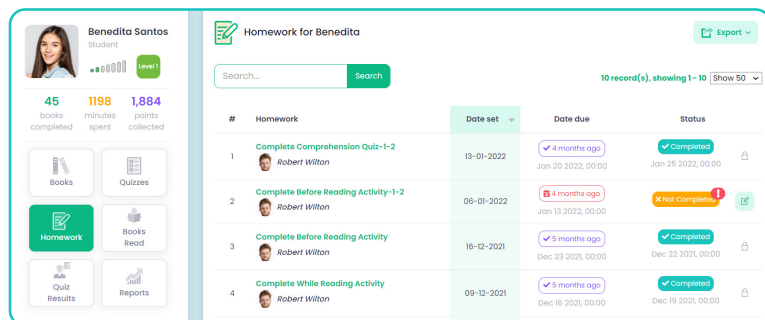 Benedita Santos
Student
Level 1
45
books
completed
1198
minutes
spent
1,884
points
collected
Books
Quizzes
Homework
Books
Read
Quiz
Results
Reports
Homework for Benedita
Export
Search...
Search
10 record(s), showing 1 - 10
Show 50
# Homework Date set Date due Status
1
Complete Comprehension Quiz-1-2
Robert Wilton
13-01-2022
4 months ago
Jan 20 2022, 00:00
Completed
Jan 25 2022, 00:00
2
Complete Before Reading Activity-1-2
Robert Wilton
06-01-2022
4 months ago
Jan 13 2022, 00:00
Not Completed
!
3
Complete Before Reading Activity
Robert Wilton
16-12-2021
5 months ago
Dec 23 2021, 00:00
Completed
Dec 22 2021, 00:00
4
Complete While Reading Activity
Robert Wilton
09-12-2021
5 months ago
Dec 16 2021, 00:00
Completed
Dec 19 2021, 00:00